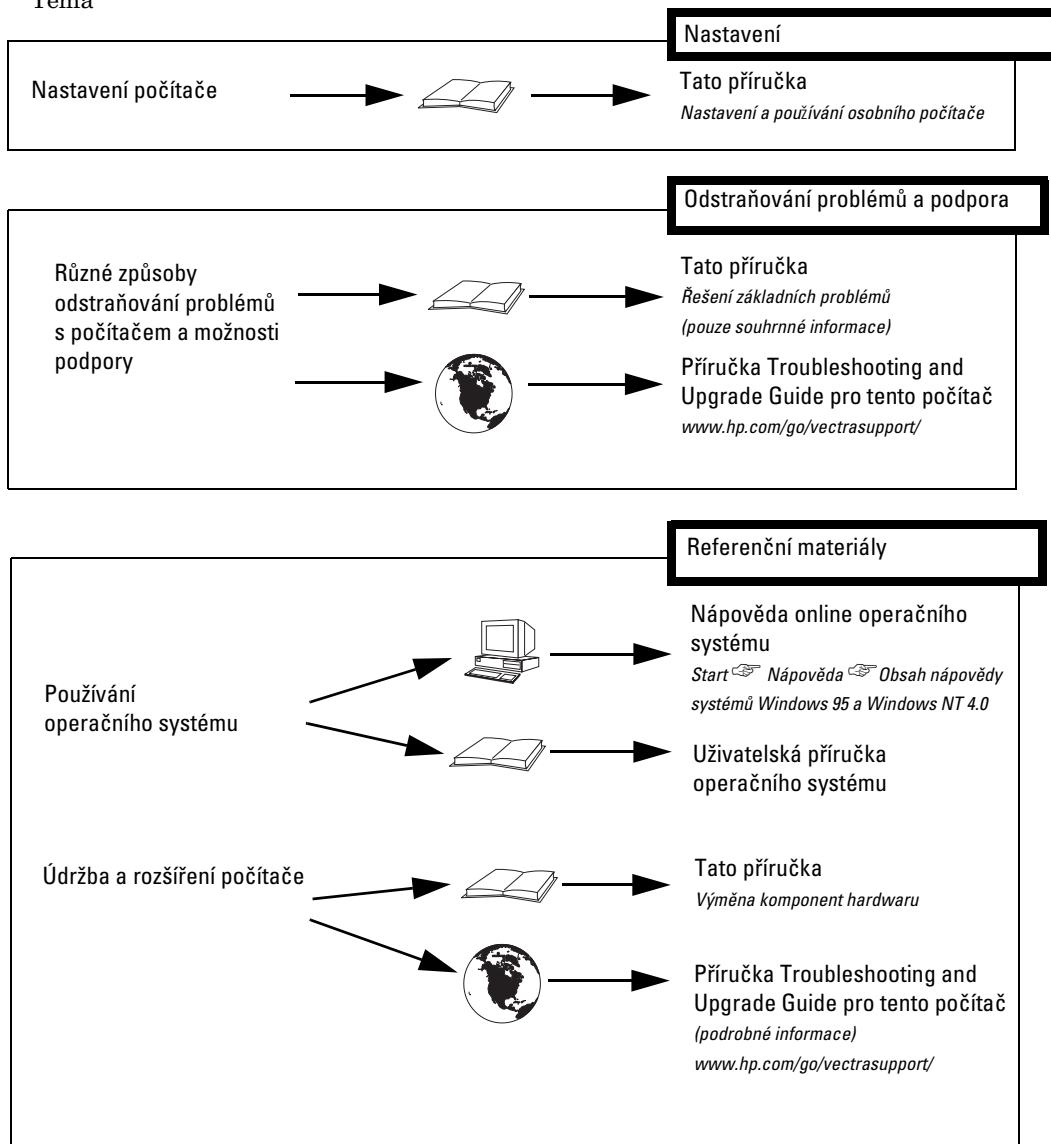 Tema
Nastavení
Nastavení počítače
Tato příručka
Nastavení a používání osobního počítače
Odstraňování problémů a podpora
Různé způsoby
odstraňování problémů
s počítačem a možnosti
podpory
Tato příručka
Řešení základních problémů
(pouze souhrnné informace)
Příručka Troubleshooting and
Upgrade Guide pro tento počítač
www.hp.com/go/vectrasupport/
Referenční materiály
Používání
operačního systému
Nápověda online operačního
systému
Start ☞ Nápověda ☞ Obsah nápovědy
systémů Windows 95 a Windows NT 4.0
Uživatelská příručka
operačního systému
Údržba a rozšíření počítače
Tato příručka
Výměna komponent hardwaru
Příručka Troubleshooting and
Upgrade Guide pro tento počítač
(podrobné informace)
www.hp.com/go/vectrasupport/